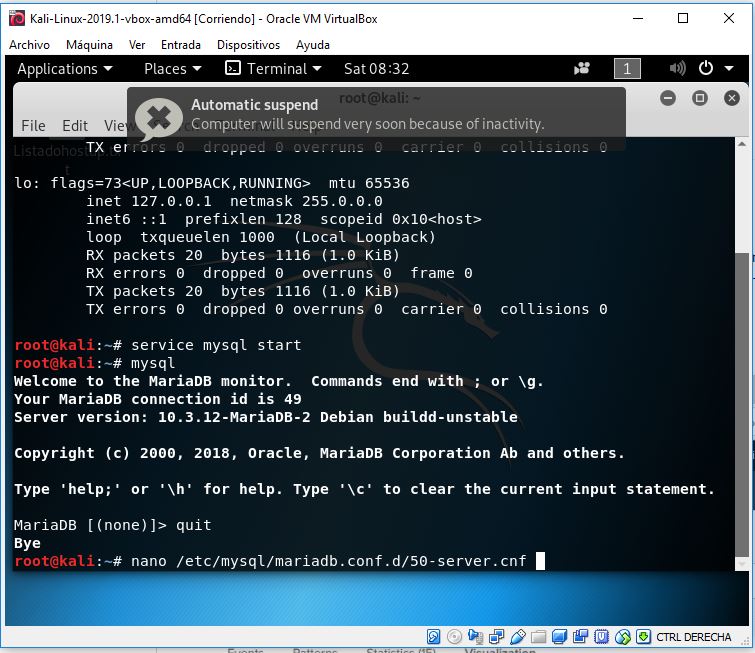 Kali-Linux-2019.1-vbox-amd64 [Corriendo] - Oracle VM VirtualBox
Archivo Máquina Ver Entrada Dispositivos Ayuda
Applications Places Terminal Sat 08:32 1
root@kali: ~
Automatic suspend
Computer will suspend very soon because of inactivity.
File Edit View
TX errors 0 dropped 0 overruns 0 carrier 0 collisions 0
lo: flags=73<UP,LOOPBACK,RUNNING> mtu 65536
inet 127.0.0.1 netmask 255.0.0.0
inet6 ::1 prefixlen 128 scopeid 0x10<host>
loop txqueuelen 1000 (Local Loopback)
RX packets 20 bytes 1116 (1.0 KiB)
RX errors 0 dropped 0 overruns 0 frame 0
TX packets 20 bytes 1116 (1.0 KiB)
TX errors 0 dropped 0 overruns 0 carrier 0 collisions 0
root@kali:~# service mysql start
root@kali:~# mysql
Welcome to the MariaDB monitor. Commands end with ; or \g.
Your MariaDB connection id is 49
Server version: 10.3.12-MariaDB-2 Debian buildd-unstable
Copyright (c) 2000, 2018, Oracle, MariaDB Corporation Ab and others.
Type 'help;' or '\h' for help. Type '\c' to clear the current input statement.
MariaDB [(none)]> quit
Bye
root@kali:~# nano /etc/mysql/mariadb.conf.d/50-server.cnf
CTRL DERECHA
Events Patterns Statistics (15) Visualization